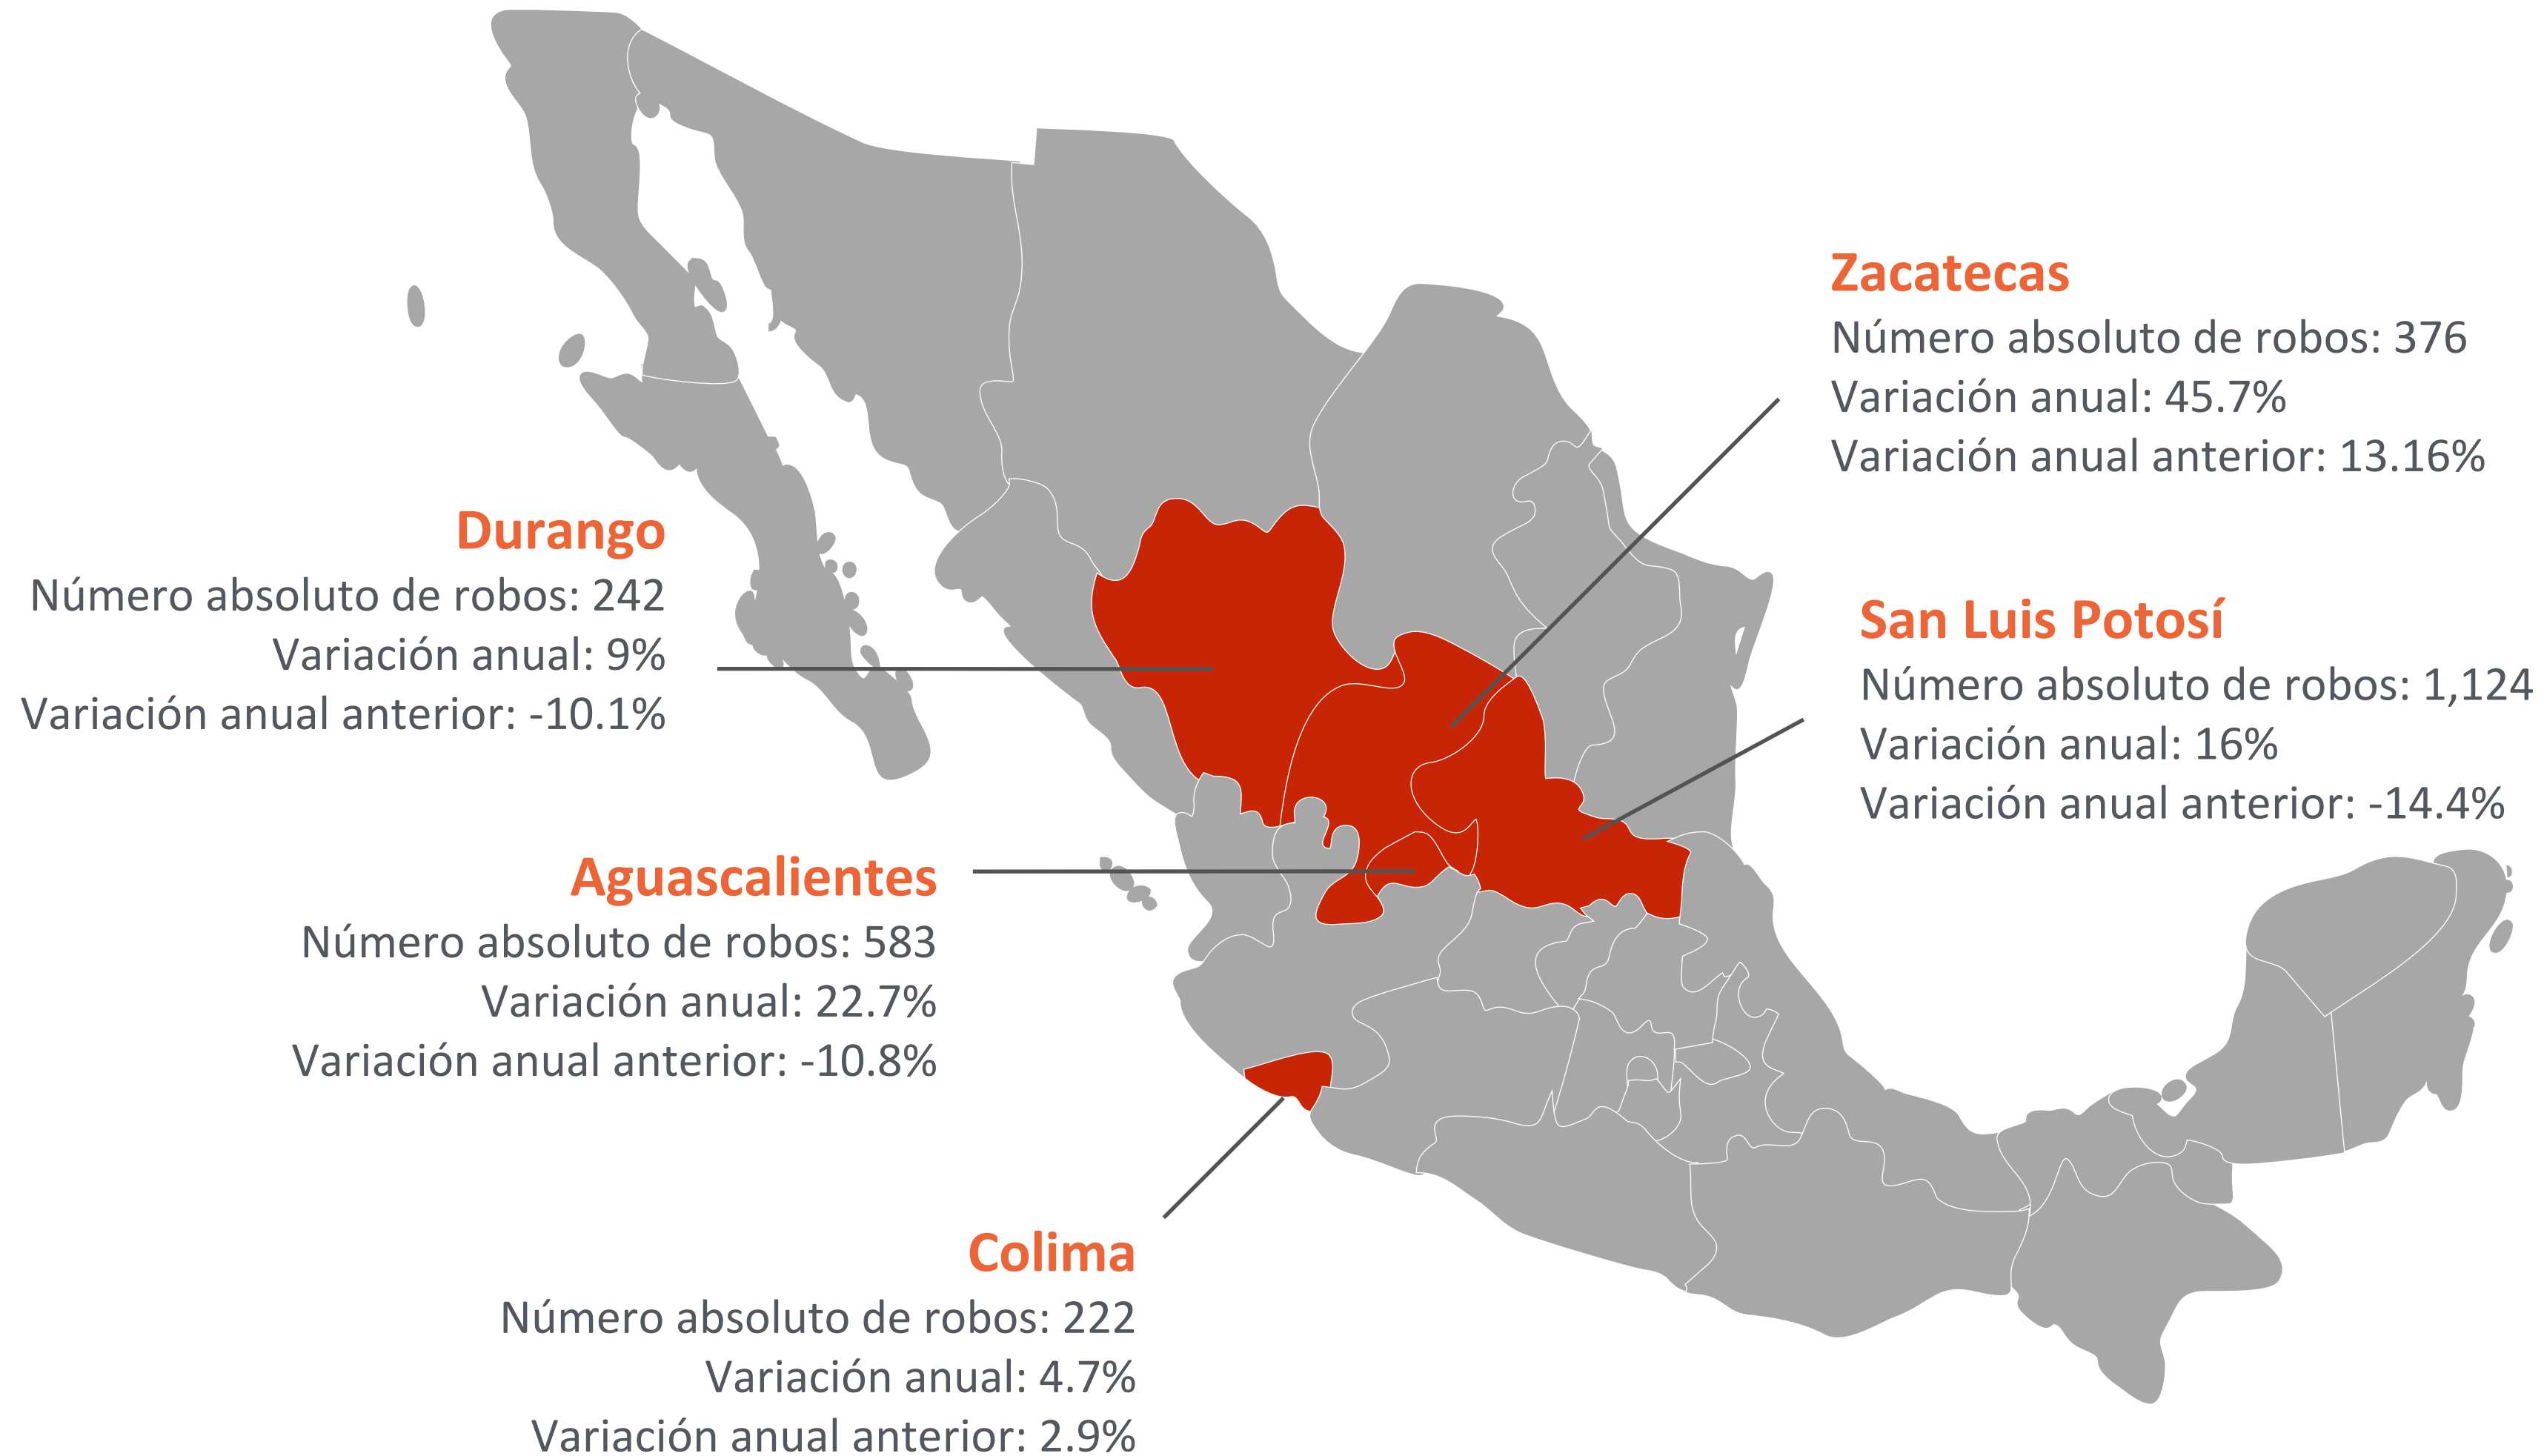 Zacatecas
Número absoluto de robos: 376
Variación anual: 45.7%
Variación anual anterior: 13.16%
Durango
Número absoluto de robos: 242
Variación anual: 9%
Variación anual anterior: -10.1%
San Luis Potosí
Número absoluto de robos: 1,124
Variación anual: 16%
Variación anual anterior: -14.4%
Aguascalientes
Número absoluto de robos: 583
Variación anual: 22.7%
Variación anual anterior: -10.8%
Colima
Número absoluto de robos: 222
Variación anual: 4.7%
Variación anual anterior: 2.9%